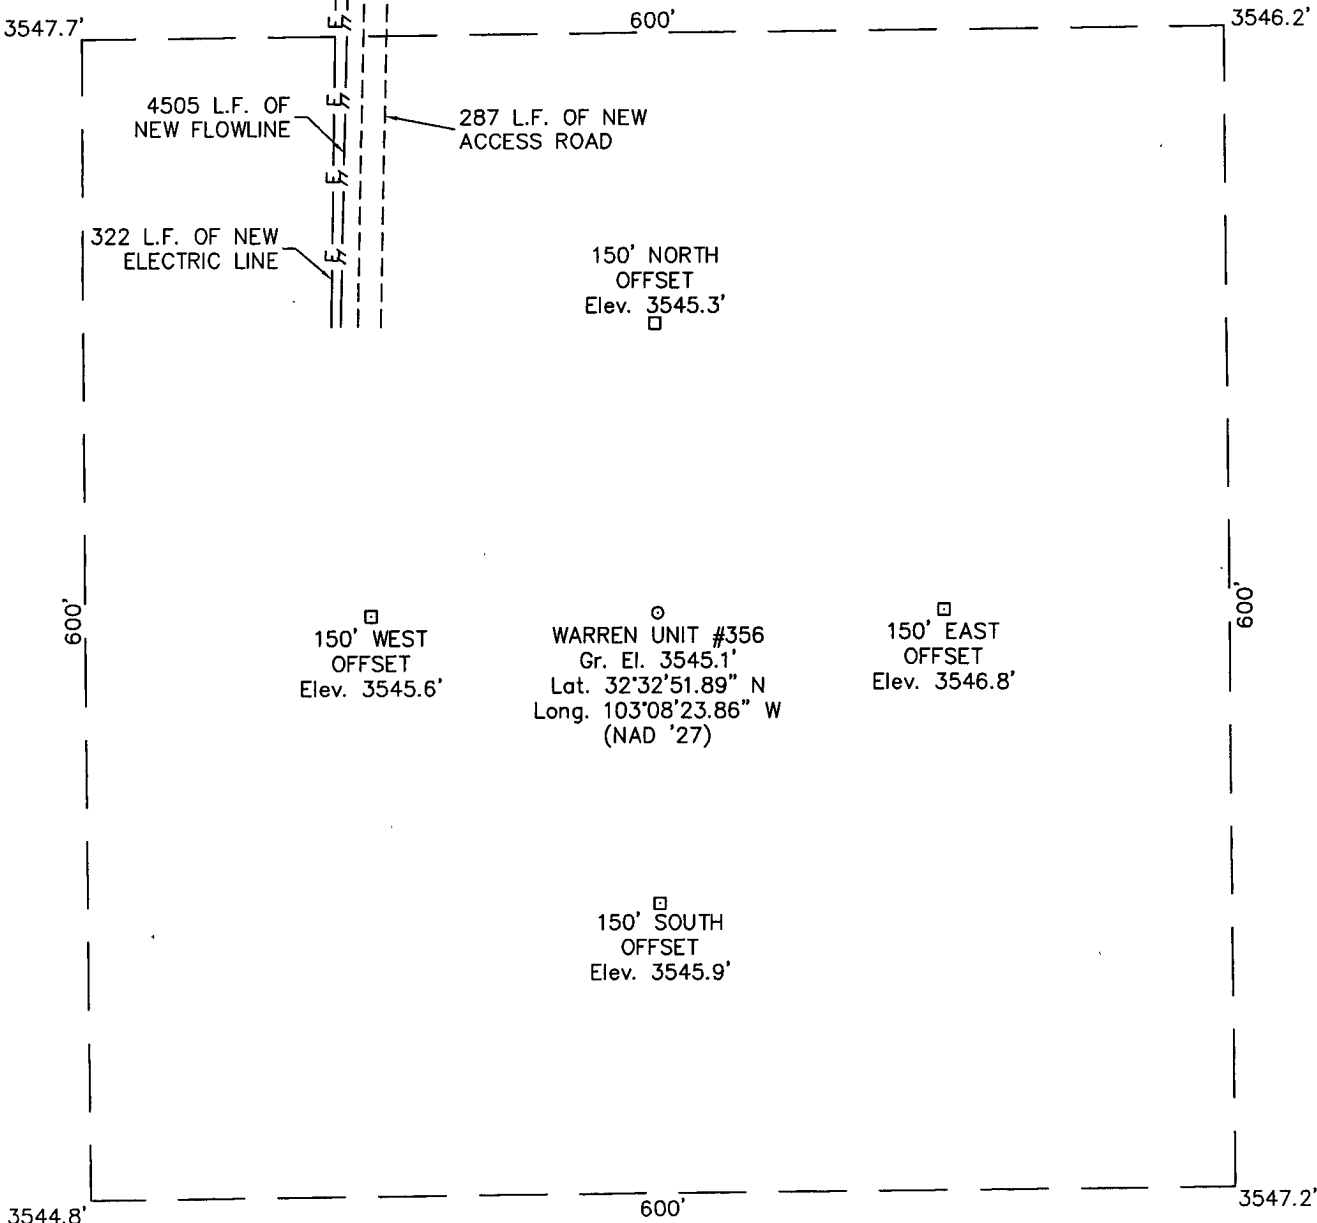 3547.7'
600'
3546.2'
4505 L.F. OF
NEW FLOWLINE
287 L.F. OF NEW
ACCESS ROAD
322 L.F. OF NEW
ELECTRIC LINE
E
E
E
E
150' NORTH
OFFSET
Elev. 3545.3'
600'
150' WEST
OFFSET
Elev. 3545.6'
WARREN UNIT #356
Gr. El. 3545.1'
Lat. 32°32'51.89" N
Long. 103°08'23.86" W
(NAD '27)
150' EAST
OFFSET
Elev. 3546.8'
600'
150' SOUTH
OFFSET
Elev. 3545.9'
3544.8'
600'
3547.2'